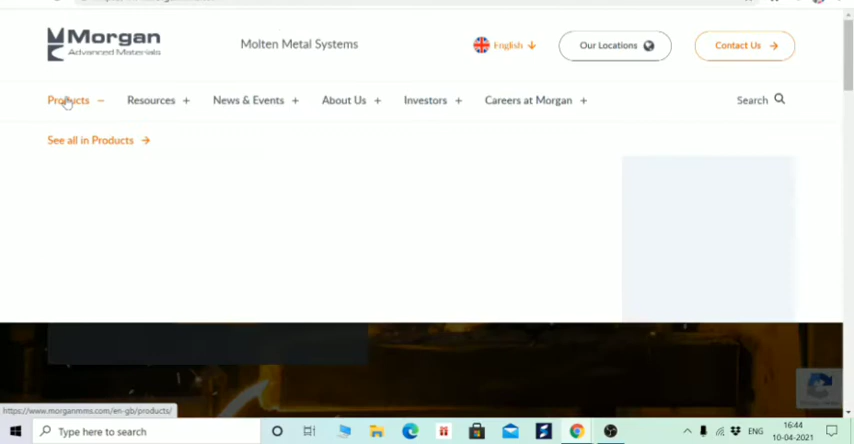 Morgan
Advanced Materials
Molten Metal Systems
English
Our Locations
Contact Us
Products
Resources
News & Events
About Us
Investors
Careers at Morgan
Search
See all in Products
https://www.morganmms.com/en-gb/products/
Type here to search
ENG
16:44
10-04-2021